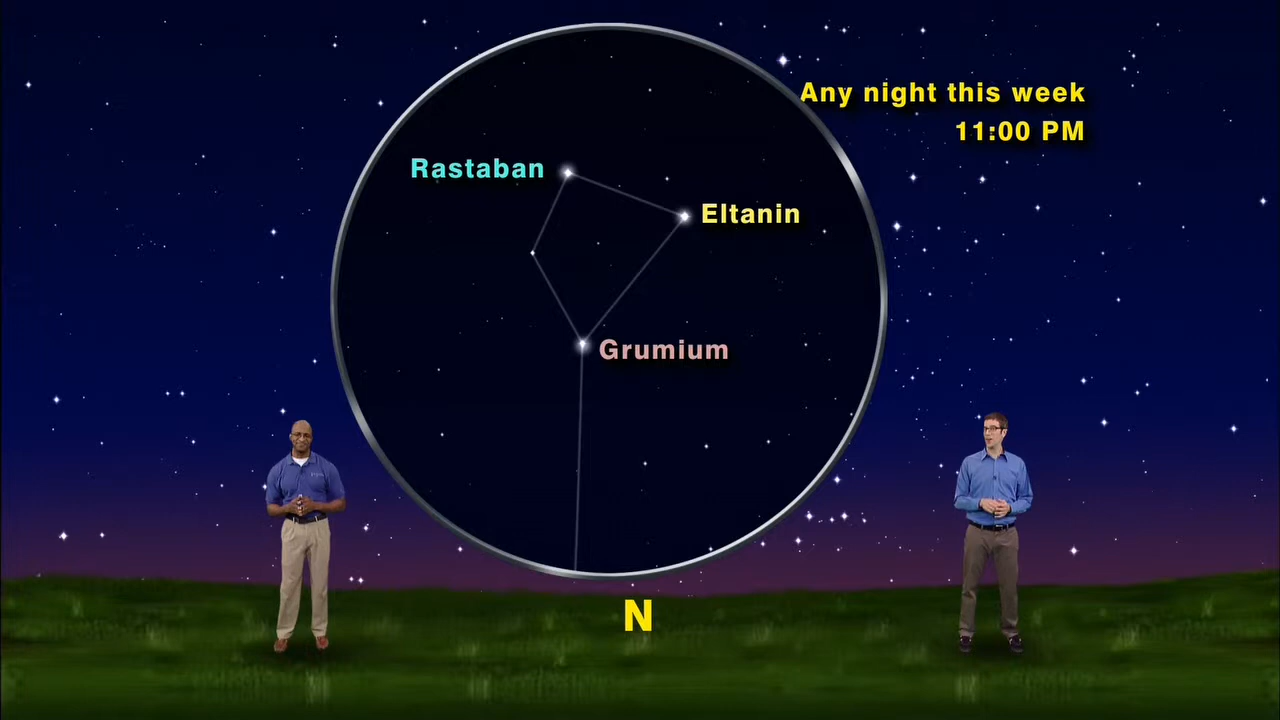 Any night this week
11:00 PM
Rastaban
Eltanin
Grumium
N